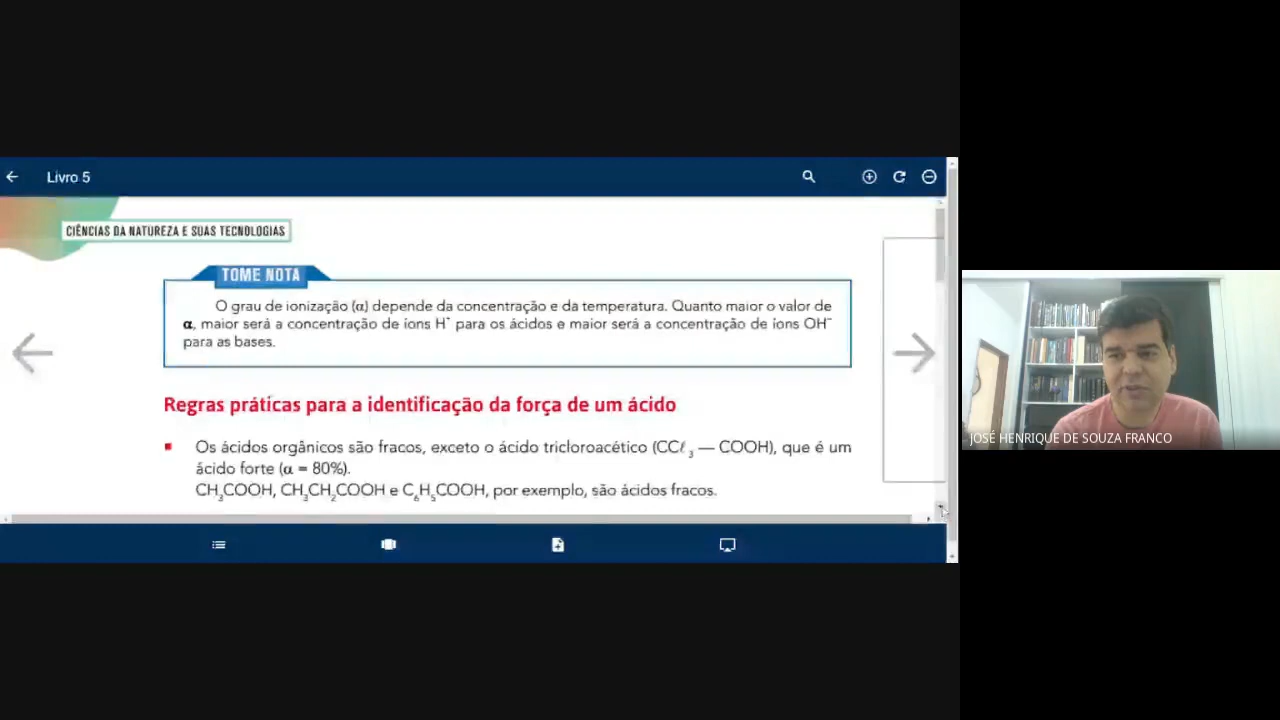 Livro 5
CIÊNCIAS DA NATUREZA E SUAS TECNOLOGIAS
TOME NOTA
O grau de ionização (α) depende da concentração e da temperatura. Quanto maior o valor de
α, maior será a concentração de íons H⁺ para os ácidos e maior será a concentração de íons OH⁻
para as bases.
Regras práticas para a identificação da força de um ácido
Os ácidos orgânicos são fracos, exceto o ácido tricloroacético (CCℓ₃ — COOH), que é um
ácido forte (α = 80%).
CH₃COOH, CH₃CH₂COOH e C₆H₅COOH, por exemplo, são ácidos fracos.
JOSÉ HENRIQUE DE SOUZA FRANCO